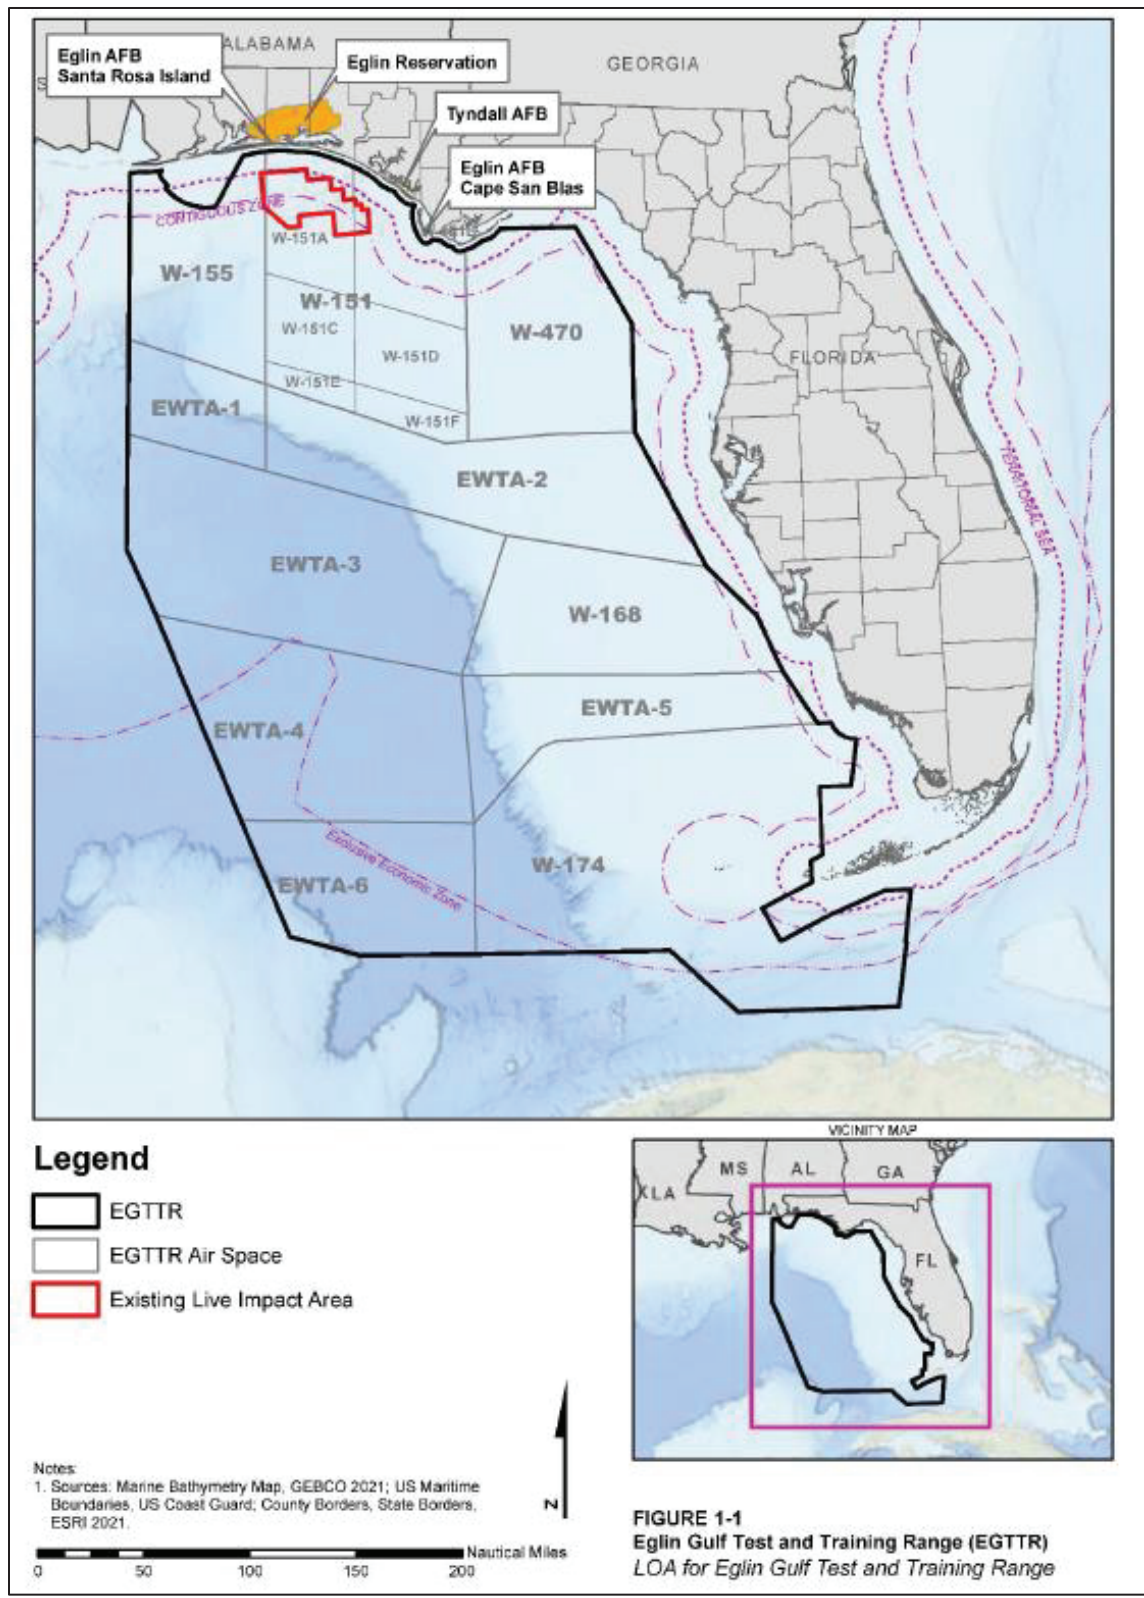 ALABAMA
Eglin AFB
Santa Rosa Island
Eglin Reservation
GEORGIA
Tyndall AFB
Eglin AFB
Cape San Blas
CONTIGUOUS ZONE
W-151A
W-155
W-151
W-151C
W-470
W-151D
FLORIDA
W-151E
EWTA-1
W-151F
EWTA-2
TERRITORIAL SEA
EWTA-3
W-168
EWTA-5
EWTA-4
Exclusive Economic Zone
W-174
EWTA-6
Legend
EGTTR
EGTTR Air Space
Existing Live Impact Area
VICINITY MAP
MS
AL
GA
LA
FL
N
Notes:
1. Sources: Marine Bathymetry Map, GEBCO 2021; US Maritime
Boundaries, US Coast Guard; County Borders, State Borders,
ESRI 2021.
Nautical Miles
0 50 100 150 200
FIGURE 1-1
Eglin Gulf Test and Training Range (EGTTR)
LOA for Eglin Gulf Test and Training Range